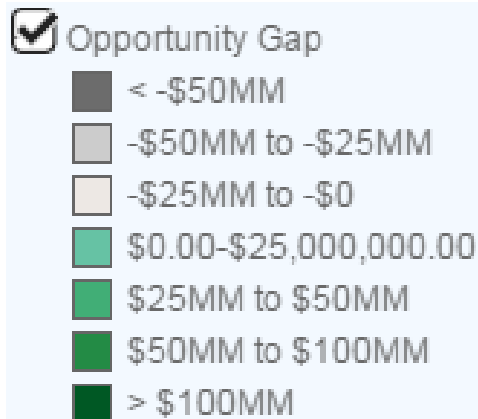 Opportunity Gap
< -$50MM
-$50MM to -$25MM
-$25MM to -$0
$0.00-$25,000,000.00
$25MM to $50MM
$50MM to $100MM
> $100MM